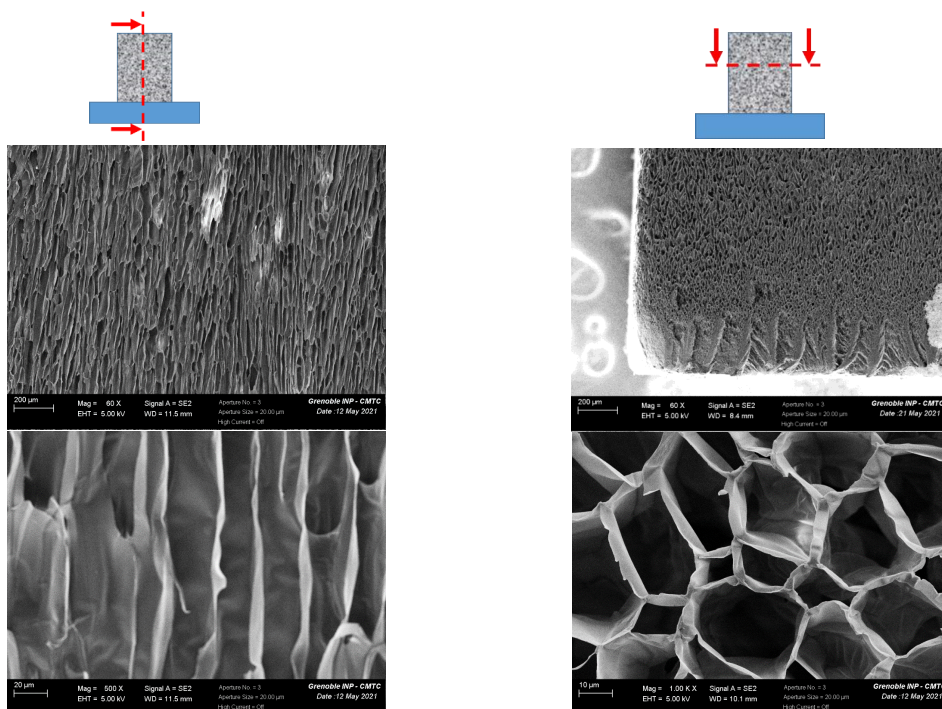 200 µm
Mag = 60 X
Signal A = SE2
Aperture No. = 3
Grenoble INP - CMTC
EHT = 5.00 kV
WD = 11.5 mm
Aperture Size = 20.00 µm
Date :12 May 2021
High Current = Off
200 µm
Mag = 60 X
Signal A = SE2
Aperture No. = 3
Grenoble INP - CMTC
EHT = 5.00 kV
WD = 8.4 mm
Aperture Size = 20.00 µm
Date :21 May 2021
High Current = Off
20 µm
Mag = 500 X
Signal A = SE2
Aperture No. = 3
Grenoble INP - CMTC
EHT = 5.00 kV
WD = 11.5 mm
Aperture Size = 20.00 µm
Date :12 May 2021
High Current = Off
10 µm
Mag = 1.00 K X
Signal A = SE2
Aperture No. = 3
Grenoble INP - CMTC
EHT = 5.00 kV
WD = 10.1 mm
Aperture Size = 20.00 µm
Date :12 May 2021
High Current = Off